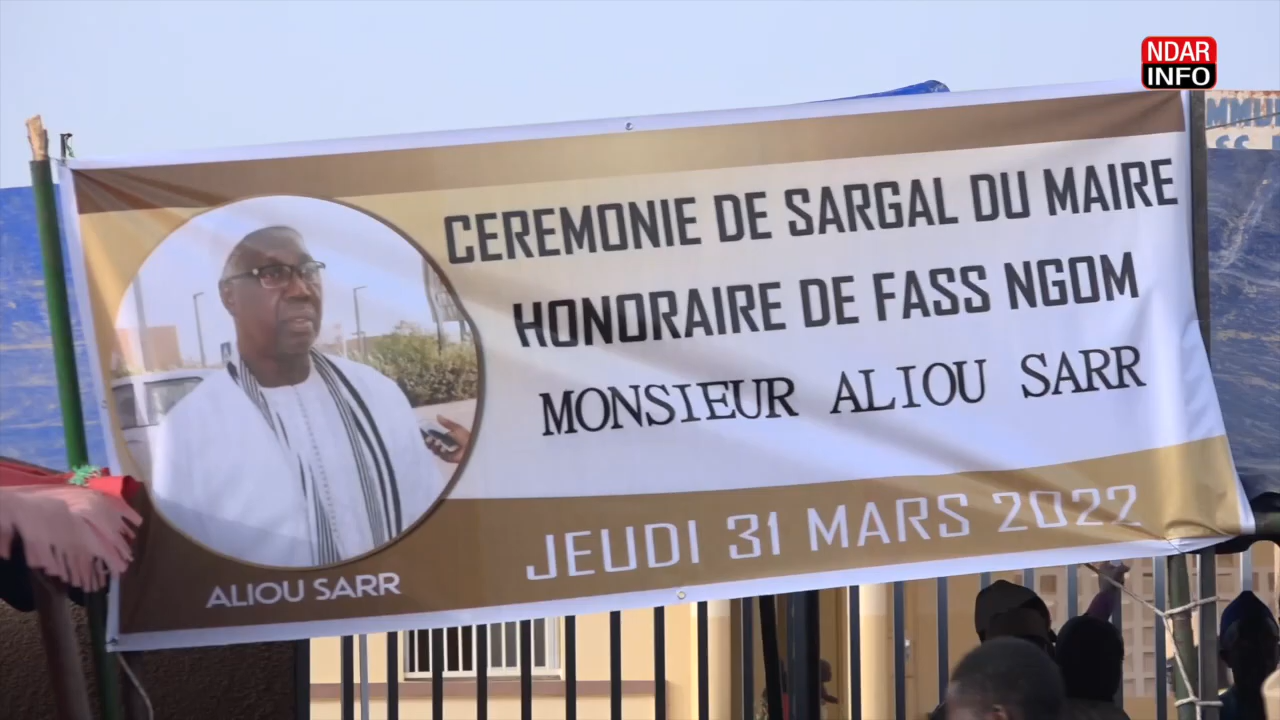 NDAR
INFO
CEREMONIE DE SARGAL DU MAIRE
HONORAIRE DE FASS NGOM
MONSIEUR ALIOU SARR
JEUDI 31 MARS 2022
ALIOU SARR